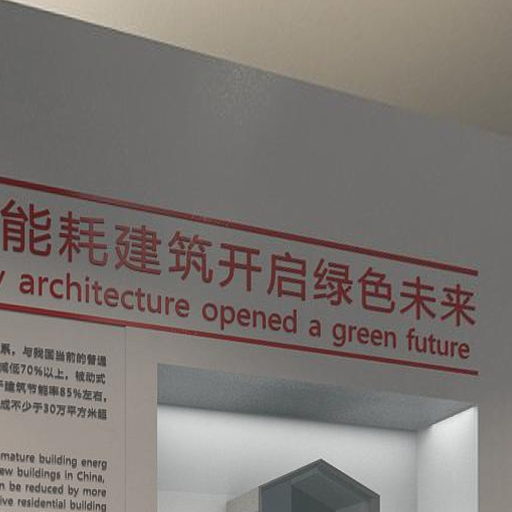 能耗建筑开启绿色未来
architecture opened a green future
系，与我国当前的普通
减低70%以上，被动式
建筑节能率85%左右，
成不少于30万平方米超
mature building energ
ew buildings in China,
n be reduced by more
ive residential building